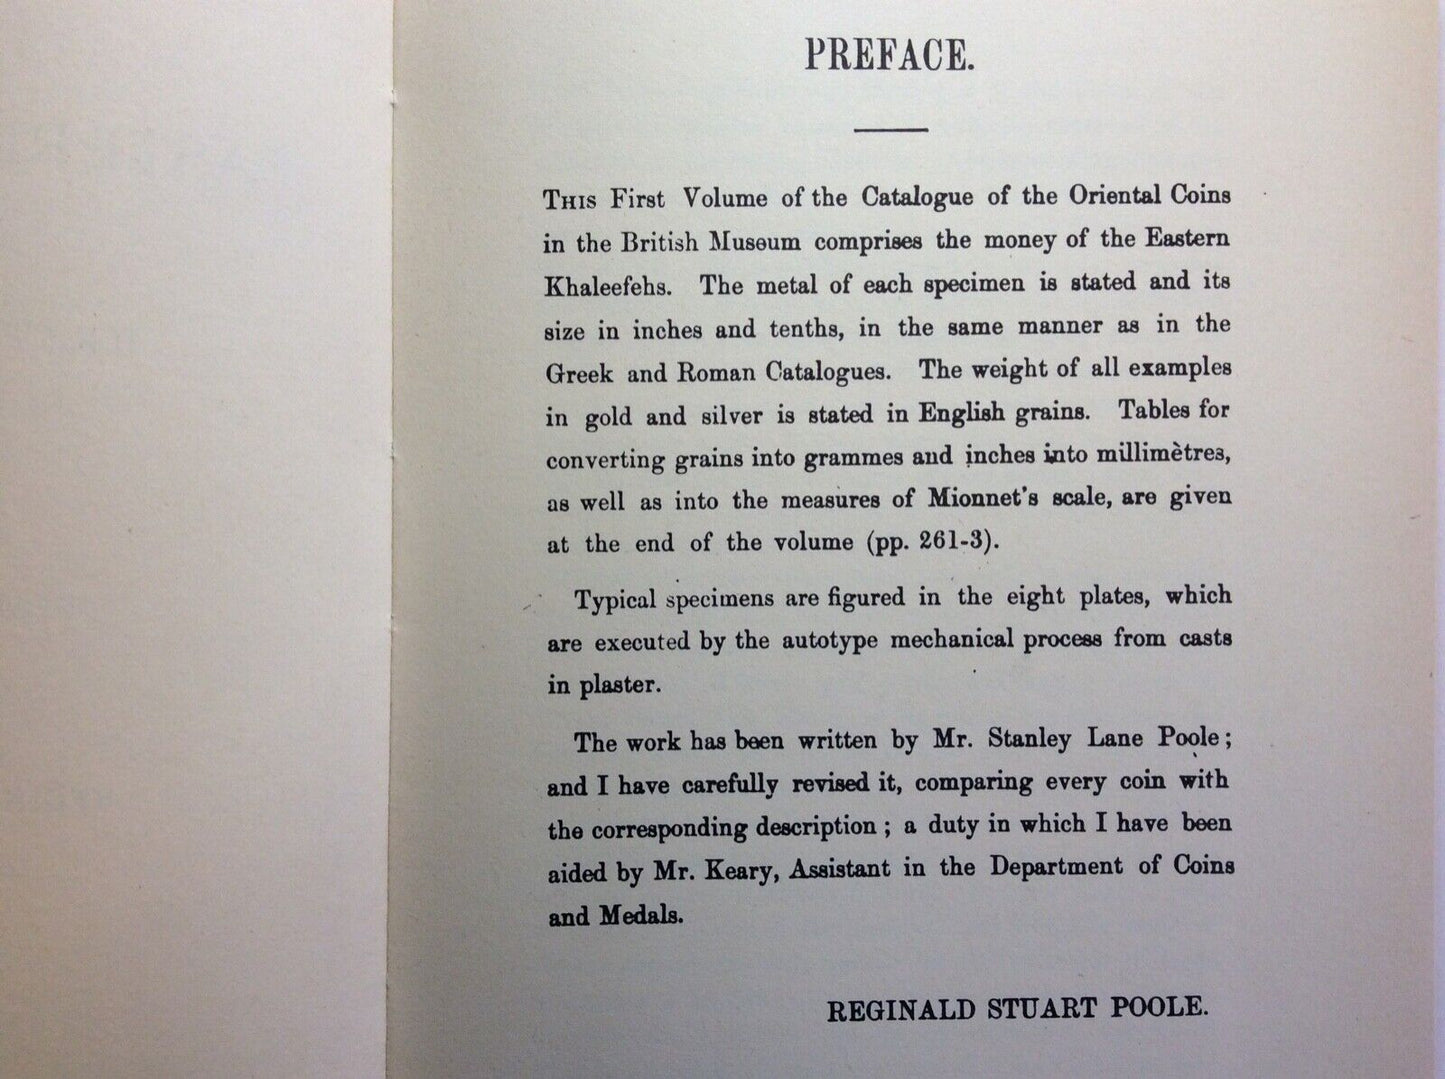 PREFACE.
THIS First Volume of the Catalogue of the Oriental Coins
in the British Museum comprises the money of the Eastern
Khaleefehs. The metal of each specimen is stated and its
size in inches and tenths, in the same manner as in the
Greek and Roman Catalogues. The weight of all examples
in gold and silver is stated in English grains. Tables for
converting grains into grammes and inches into millimètres,
as well as into the measures of Mionnet's scale, are given
at the end of the volume (pp. 261-3).
Typical specimens are figured in the eight plates, which
are executed by the autotype mechanical process from casts
in plaster.
The work has been written by Mr. Stanley Lane Poole;
and I have carefully revised it, comparing every coin with
the corresponding description; a duty in which I have been
aided by Mr. Keary, Assistant in the Department of Coins
and Medals.
REGINALD STUART POOLE.